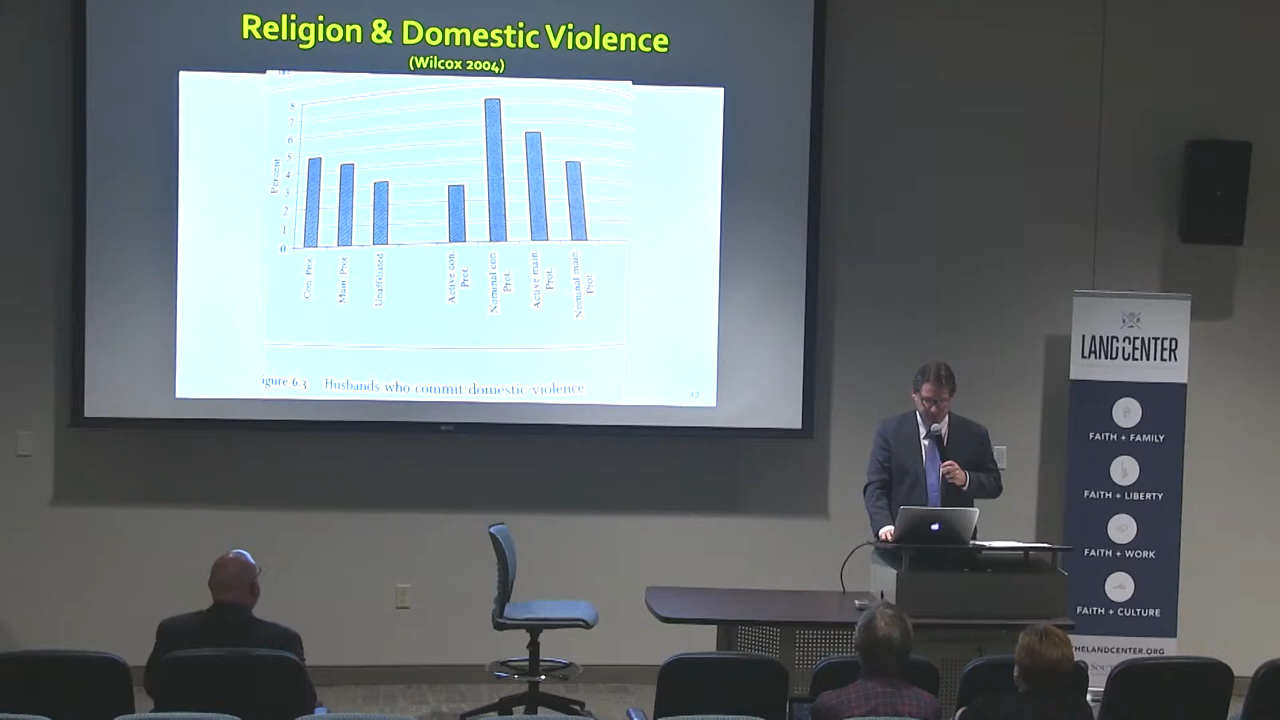 Religion & Domestic Violence
(Wilcox 2004)
8
7
6
5
4
3
2
1
0
Percent
Con. Prot.
Main. Prot.
Unaffiliated
Active con
Prot.
Nominal con
Prot.
Active main
Prot.
Nominal main
Prot.
igure 6.3 Husbands who commit domestic violence
12
LAND CENTER
FAITH + FAMILY
FAITH + LIBERTY
FAITH + WORK
FAITH + CULTURE
THELANDCENTER.ORG